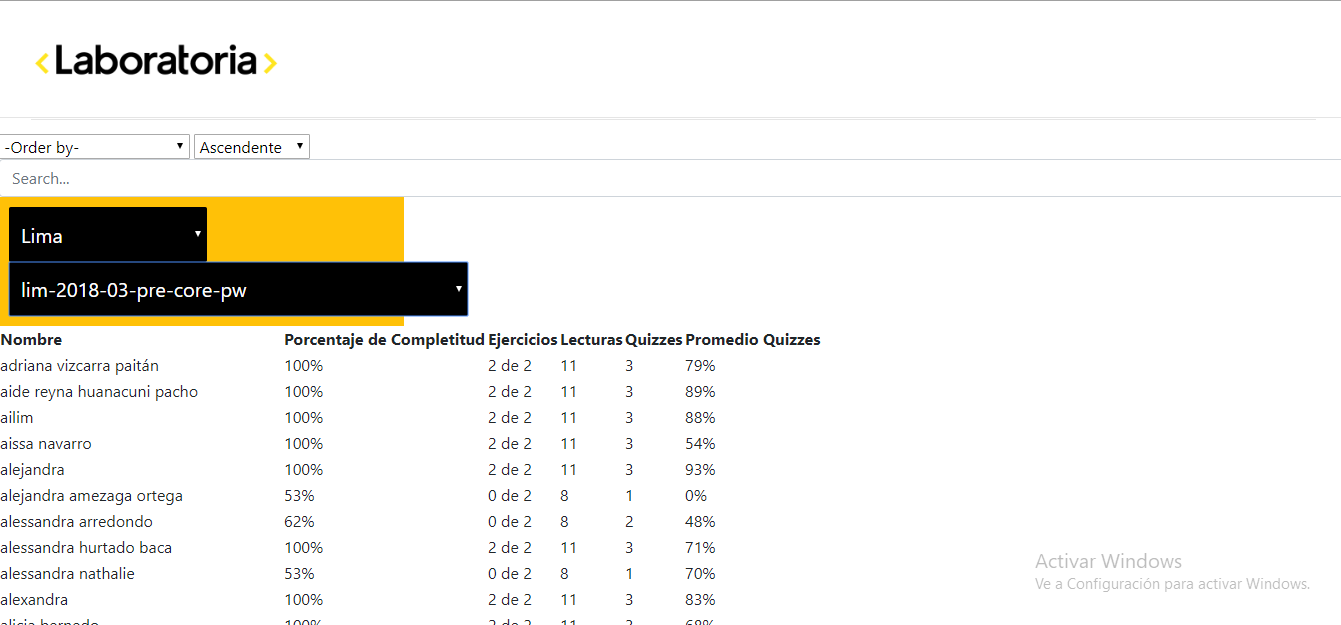 <Laboratoria>
-Order by- Ascendente
Search...
Lima
lim-2018-03-pre-core-pw
Nombre Porcentaje de Completitud Ejercicios Lecturas Quizzes Promedio Quizzes
adriana vizcarra paitán 100% 2 de 2 11 3 79%
aide reyna huanacuni pacho 100% 2 de 2 11 3 89%
ailim 100% 2 de 2 11 3 88%
aissa navarro 100% 2 de 2 11 3 54%
alejandra 100% 2 de 2 11 3 93%
alejandra amezaga ortega 53% 0 de 2 8 1 0%
alessandra arredondo 62% 0 de 2 8 2 48%
alessandra hurtado baca 100% 2 de 2 11 3 71%
alessandra nathalie 53% 0 de 2 8 1 70%
alexandra 100% 2 de 2 11 3 83%
Activar Windows
Ve a Configuración para activar Windows.